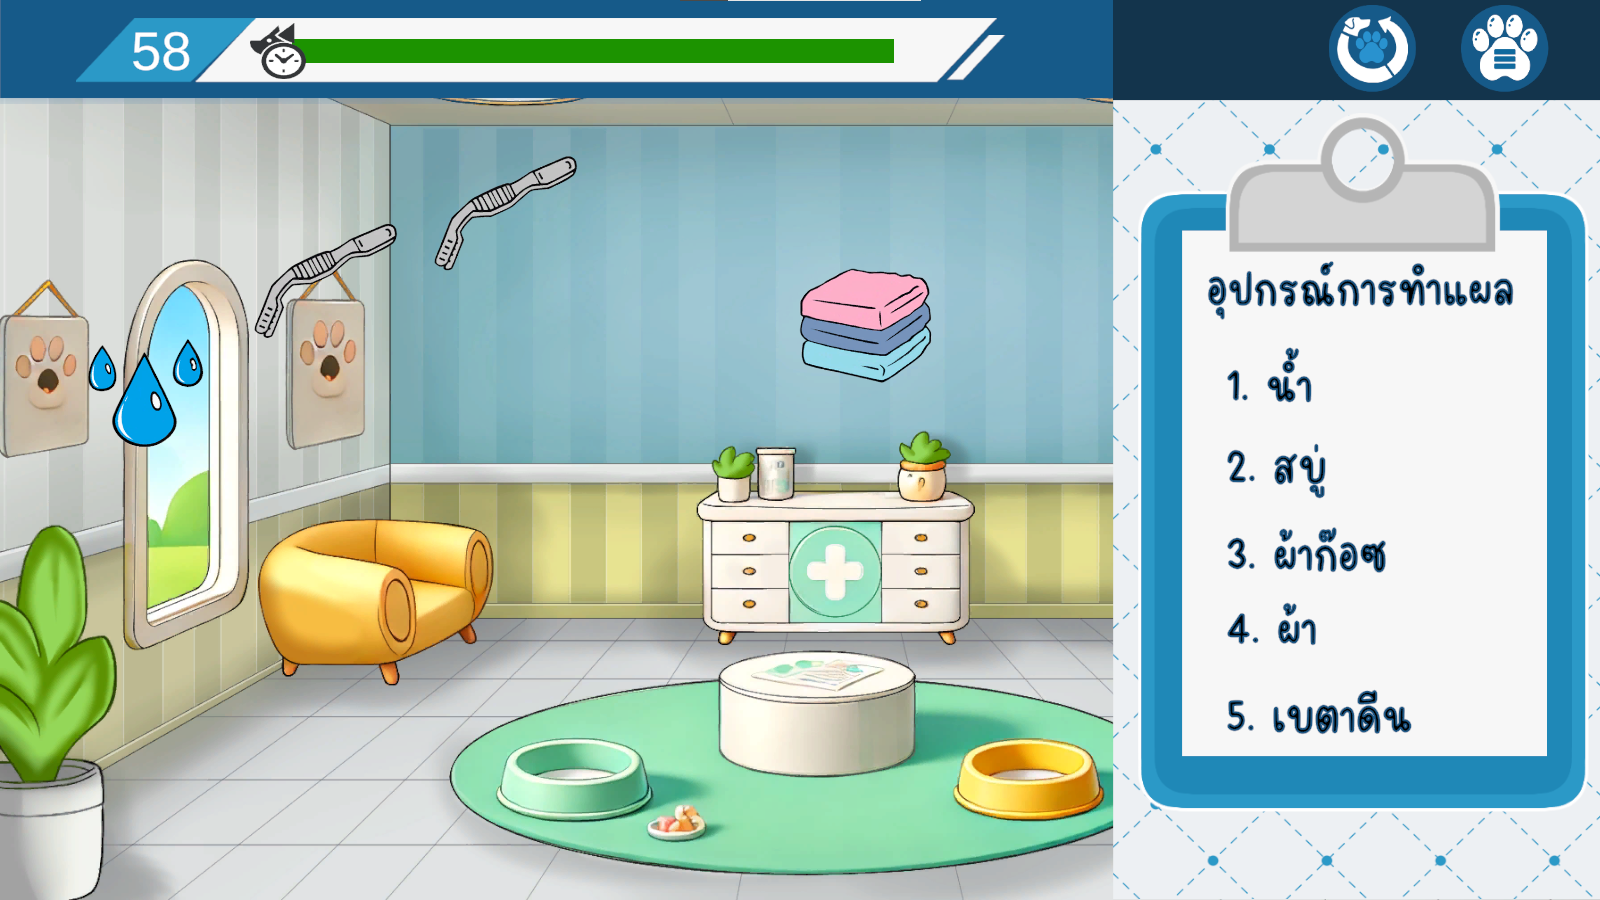 58
อุปกรณ์การทำแผล
1. น้ำ
2. สบู่
3. ผ้าก๊อซ
4. ผ้า
5. เบตาดีน